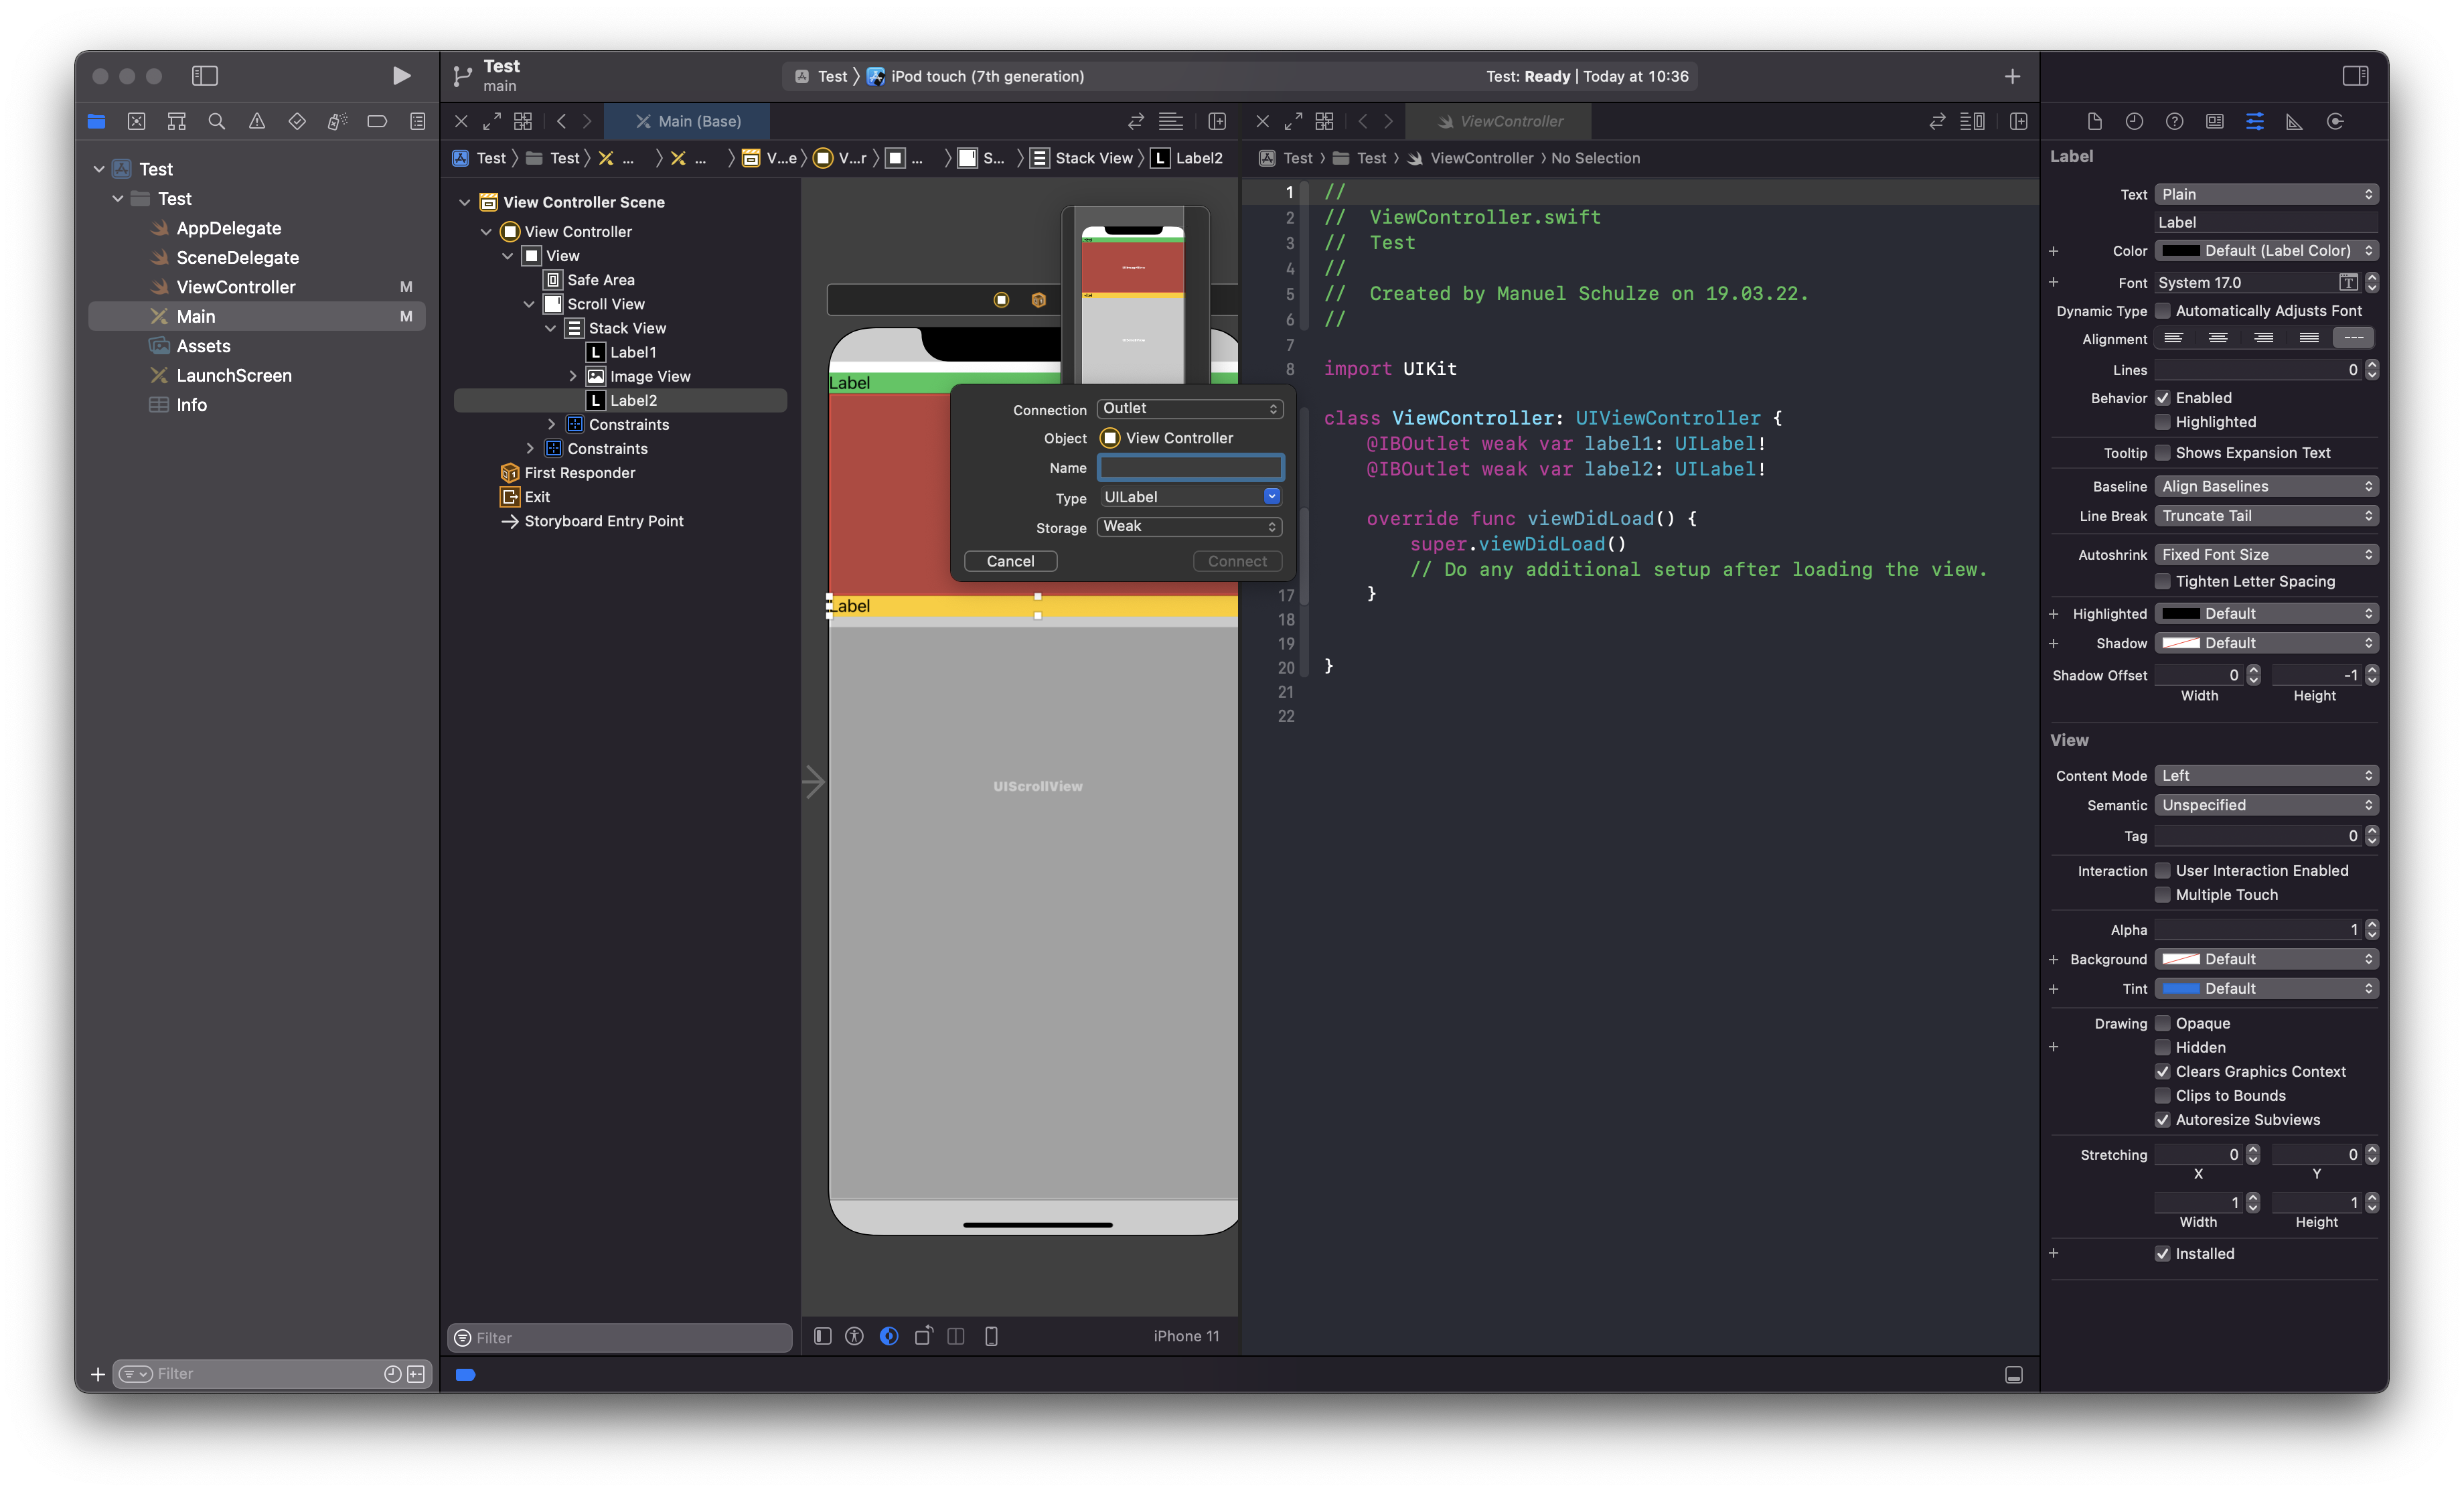 Test
main
Test
iPod touch (7th generation)
Test: Ready | Today at 10:36
Main (Base)
ViewController
Test
Test
...
...
V...e
V...r
...
S...
Stack View
L Label2
Test
Test
ViewController
No Selection
Test
Test
AppDelegate
SceneDelegate
ViewController M
Main M
Assets
LaunchScreen
Info
Filter
View Controller Scene
View Controller
View
Safe Area
Scroll View
Stack View
L Label1
Image View
L Label2
Constraints
Constraints
First Responder
Exit
Storyboard Entry Point
Filter
Label
Label
UIScrollView
iPhone 11
Connection Outlet
Object View Controller
Name
Type UILabel
Storage Weak
Cancel Connect
1 //
2 //  ViewController.swift
3 //  Test
4 //
5 //  Created by Manuel Schulze on 19.03.22.
6 //
7
8 import UIKit
class ViewController: UIViewController {
@IBOutlet weak var label1: UILabel!
@IBOutlet weak var label2: UILabel!
override func viewDidLoad() {
super.viewDidLoad()
// Do any additional setup after loading the view.
17 }
18
19
20 }
21
22
Label
Text Plain
Label
+ Color Default (Label Color)
+ Font System 17.0
Dynamic Type Automatically Adjusts Font
Alignment ---
Lines 0
Behavior Enabled
Highlighted
Tooltip Shows Expansion Text
Baseline Align Baselines
Line Break Truncate Tail
Autoshrink Fixed Font Size
Tighten Letter Spacing
+ Highlighted Default
+ Shadow Default
Shadow Offset 0 -1
Width Height
View
Content Mode Left
Semantic Unspecified
Tag 0
Interaction User Interaction Enabled
Multiple Touch
Alpha 1
+ Background Default
+ Tint Default
Drawing Opaque
+ Hidden
Clears Graphics Context
Clips to Bounds
Autoresize Subviews
Stretching 0 0
X Y
1 1
Width Height
+ Installed